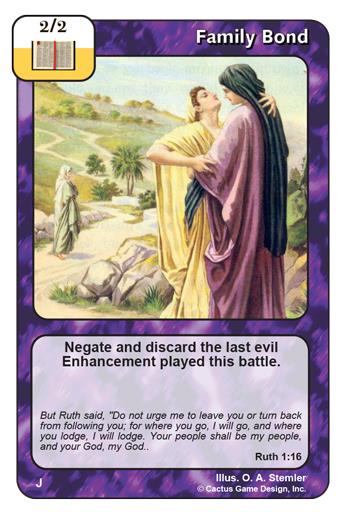 2/2
Family Bond
Negate and discard the last evil
Enhancement played this battle.
But Ruth said, "Do not urge me to leave you or turn back
from following you; for where you go, I will go, and where
you lodge, I will lodge. Your people shall be my people,
and your God, my God..
Ruth 1:16
Illus. O. A. Stemler
J
© Cactus Game Design, Inc.